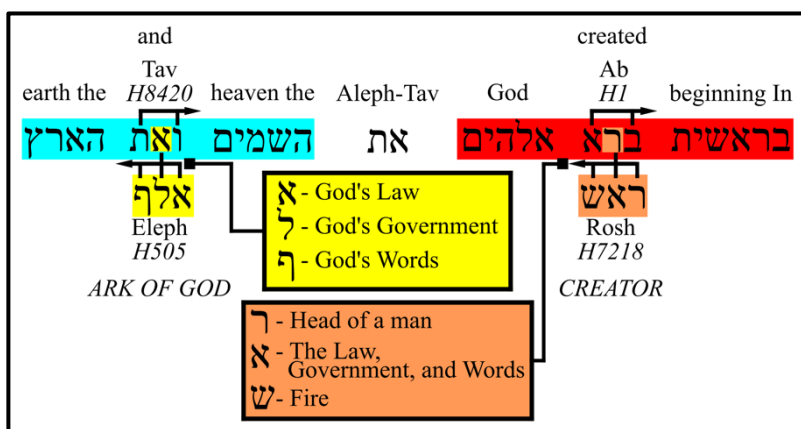 and created
Tav Ab
earth the H8420 heaven the Aleph-Tav God H1 beginning In
בראשית ברא אלהים את השמים ואת הארץ
אלף ראש
Eleph Rosh
H505 H7218
ARK OF GOD CREATOR
א - God's Law
ל - God's Government
ף - God's Words
ר - Head of a man
א - The Law,
Government, and Words
ש - Fire